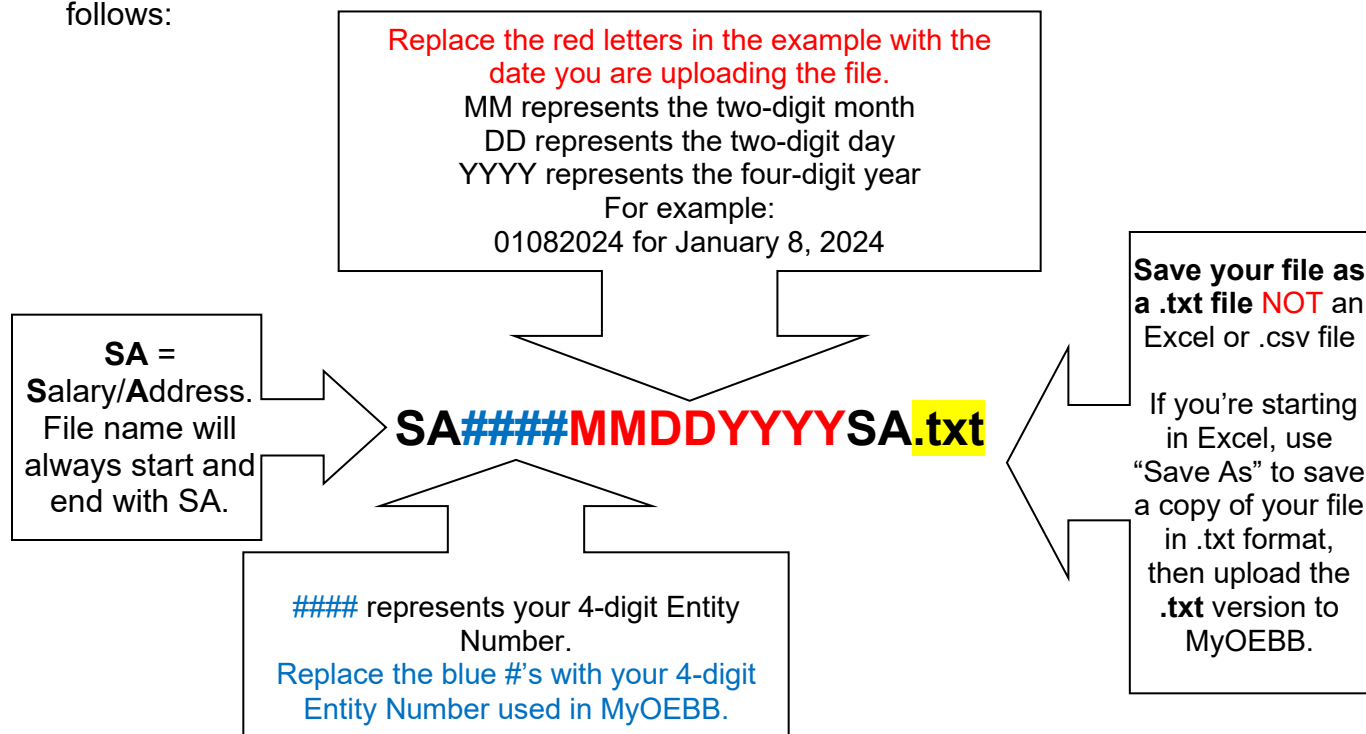 follows:
Replace the red letters in the example with the
date you are uploading the file.
MM represents the two-digit month
DD represents the two-digit day
YYYY represents the four-digit year
For example:
01082024 for January 8, 2024
SA =
Salary/Address.
File name will
always start and
end with SA.
SA####MMDDYYYYSA.txt
Save your file as
a .txt file NOT an
Excel or .csv file
If you’re starting
in Excel, use
“Save As” to save
a copy of your file
in .txt format,
then upload the
.txt version to
MyOEBB.
#### represents your 4-digit Entity
Number.
Replace the blue #’s with your 4-digit
Entity Number used in MyOEBB.